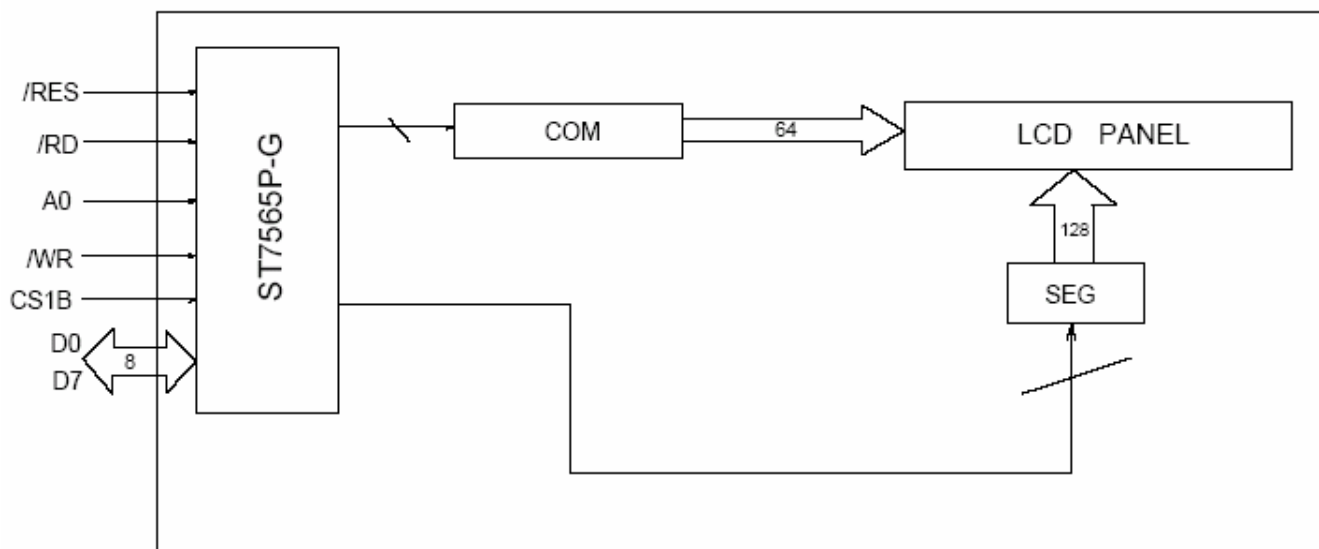 /RES
/RD
A0
/WR
CS1B
D0
D7
8
ST7565P-G
COM
64
LCD PANEL
128
SEG